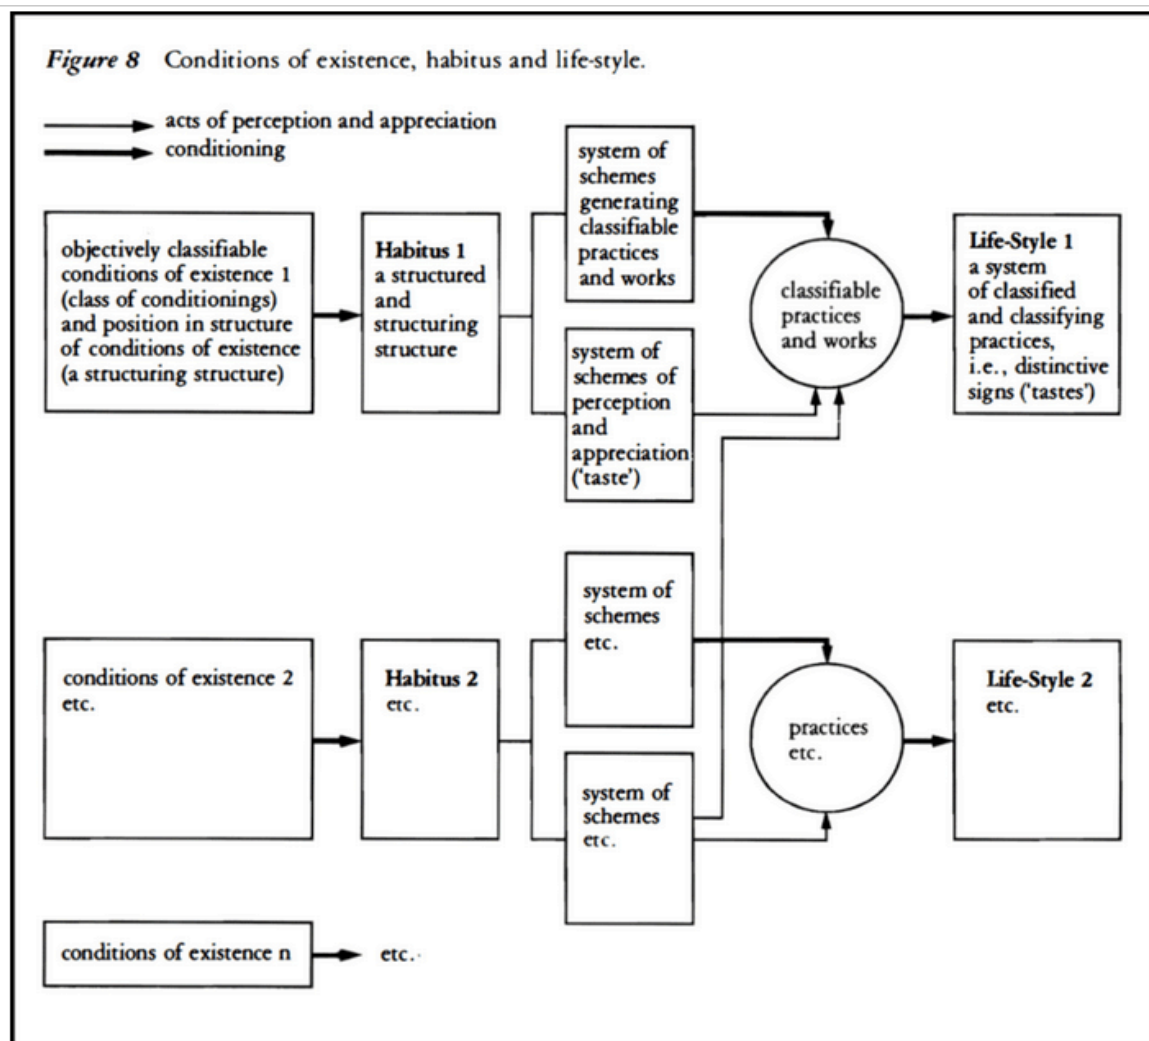 Figure 8 Conditions of existence, habitus and life-style.
acts of perception and appreciation
conditioning
objectively classifiable
conditions of existence 1
(class of conditionings)
and position in structure
of conditions of existence
(a structuring structure)
Habitus 1
a structured
and
structuring
structure
system of
schemes
generating
classifiable
practices
and works
system of
schemes of
perception
and
appreciation
(‘taste’)
classifiable
practices
and works
Life-Style 1
a system
of classified
and classifying
practices,
i.e., distinctive
signs (‘tastes’)
conditions of existence 2
etc.
Habitus 2
etc.
system of
schemes
etc.
system of
schemes
etc.
practices
etc.
Life-Style 2
etc.
conditions of existence n
etc.